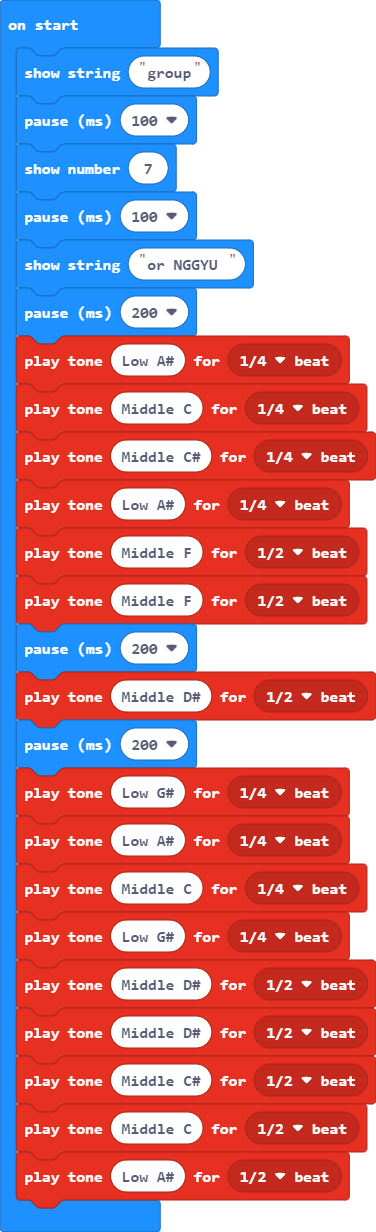 on start
show string "group"
pause (ms) 100
show number 7
pause (ms) 100
show string "or NGGYU "
pause (ms) 200
play tone Low A# for 1/4 beat
play tone Middle C for 1/4 beat
play tone Middle C# for 1/4 beat
play tone Low A# for 1/4 beat
play tone Middle F for 1/2 beat
play tone Middle F for 1/2 beat
pause (ms) 200
play tone Middle D# for 1/2 beat
pause (ms) 200
play tone Low G# for 1/4 beat
play tone Low A# for 1/4 beat
play tone Middle C for 1/4 beat
play tone Low G# for 1/4 beat
play tone Middle D# for 1/2 beat
play tone Middle D# for 1/2 beat
play tone Middle C# for 1/2 beat
play tone Middle C for 1/2 beat
play tone Low A# for 1/2 beat